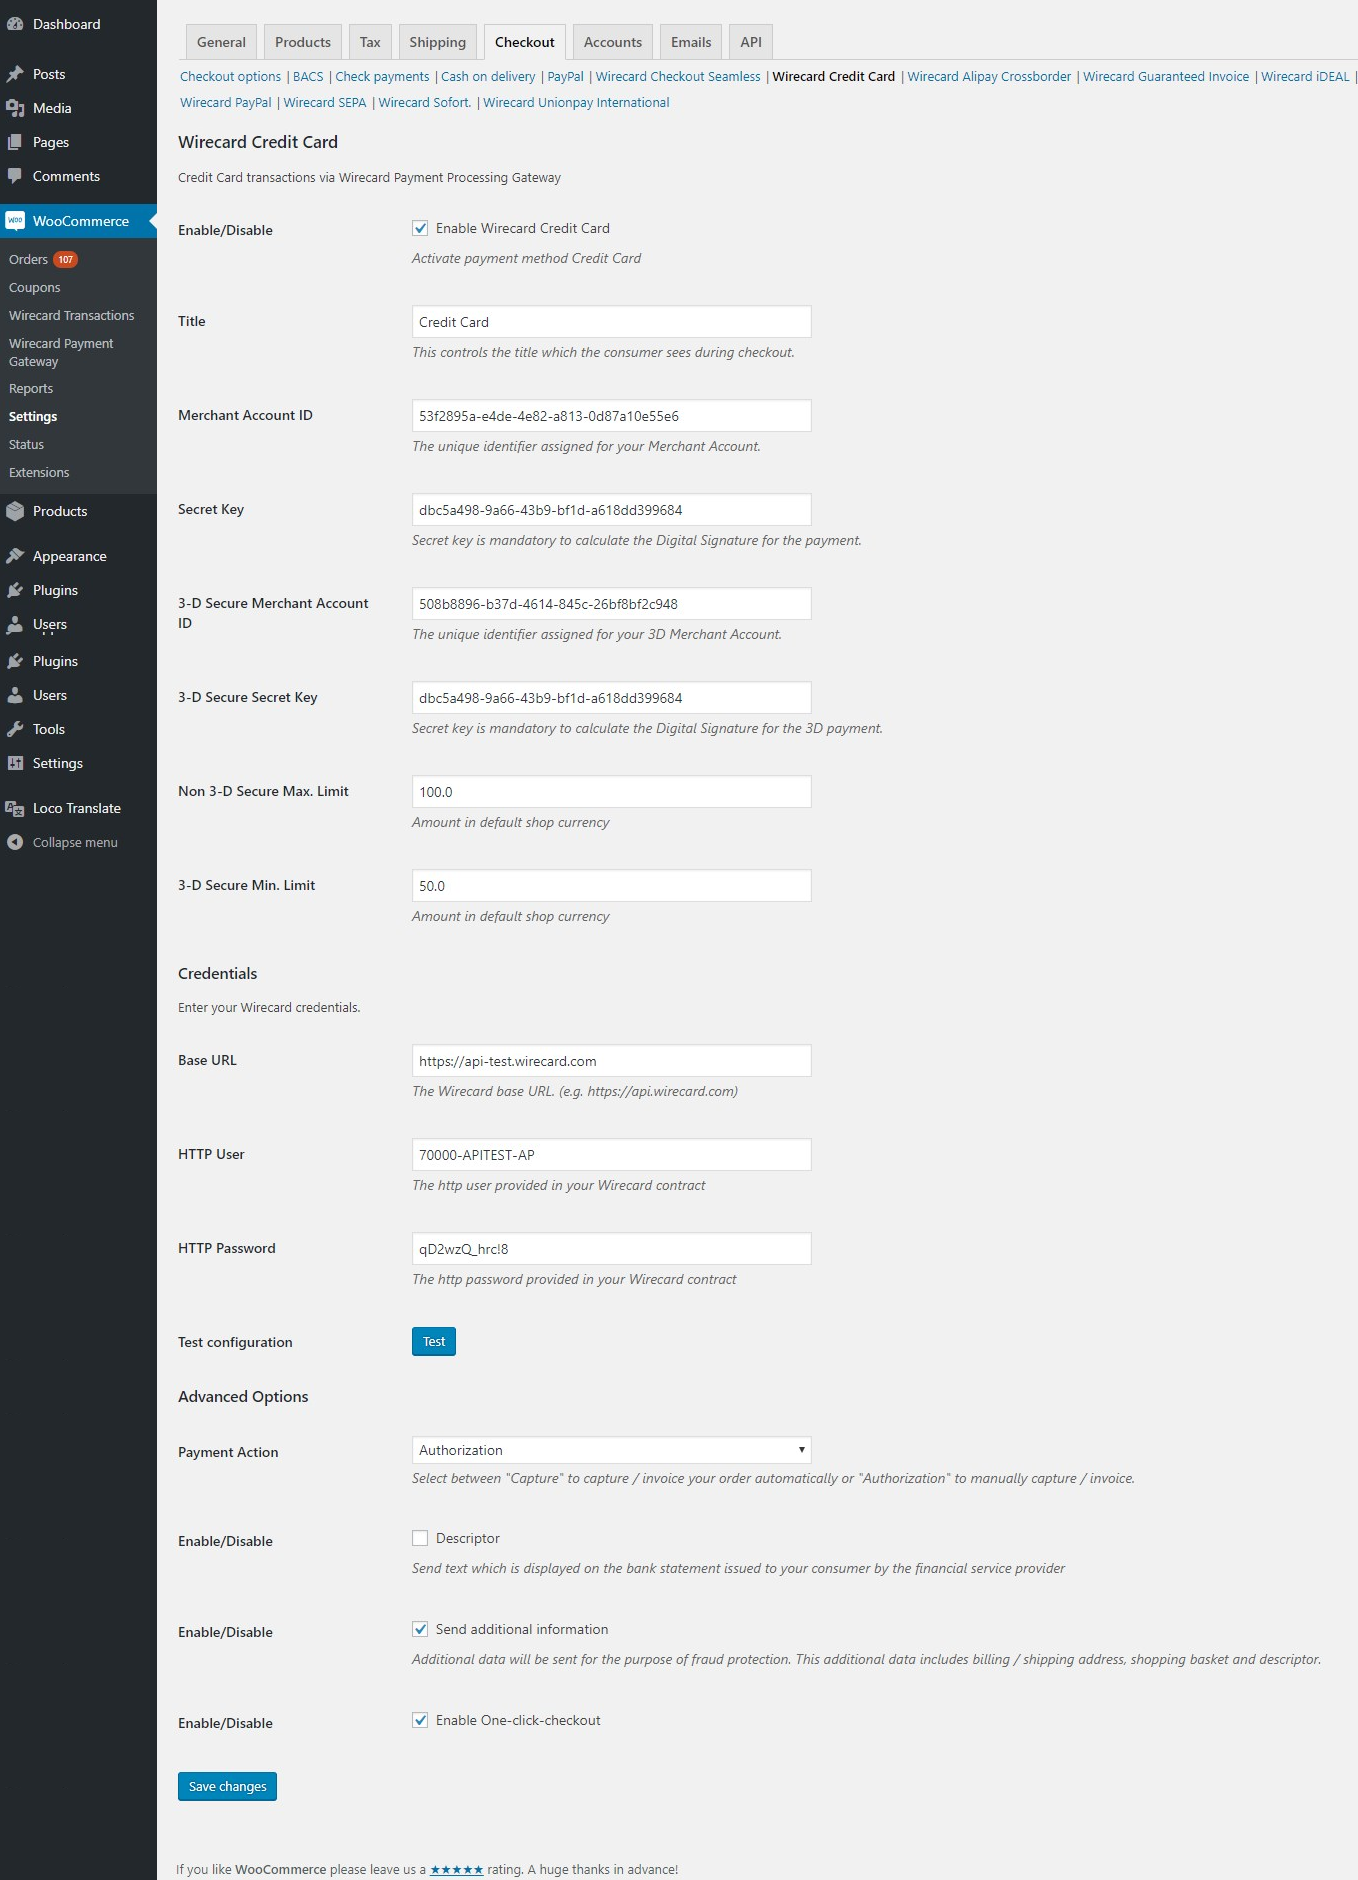 Dashboard
Posts
Media
Pages
Comments
Woo WooCommerce
Orders 107
Coupons
Wirecard Transactions
Wirecard Payment
Gateway
Reports
Settings
Status
Extensions
Products
Appearance
Plugins
Users
Plugins
Users
Tools
Settings
Loco Translate
Collapse menu
General Products Tax Shipping Checkout Accounts Emails API
Checkout options | BACS | Check payments | Cash on delivery | PayPal | Wirecard Checkout Seamless | Wirecard Credit Card | Wirecard Alipay Crossborder | Wirecard Guaranteed Invoice | Wirecard iDEAL |
Wirecard PayPal | Wirecard SEPA | Wirecard Sofort. | Wirecard Unionpay International
Wirecard Credit Card
Credit Card transactions via Wirecard Payment Processing Gateway
Enable/Disable
Enable Wirecard Credit Card
Activate payment method Credit Card
Title
Credit Card
This controls the title which the consumer sees during checkout.
Merchant Account ID
53f2895a-e4de-4e82-a813-0d87a10e55e6
The unique identifier assigned for your Merchant Account.
Secret Key
dbc5a498-9a66-43b9-bf1d-a618dd399684
Secret key is mandatory to calculate the Digital Signature for the payment.
3-D Secure Merchant Account
ID
508b8896-b37d-4614-845c-26bf8bf2c948
The unique identifier assigned for your 3D Merchant Account.
3-D Secure Secret Key
dbc5a498-9a66-43b9-bf1d-a618dd399684
Secret key is mandatory to calculate the Digital Signature for the 3D payment.
Non 3-D Secure Max. Limit
100.0
Amount in default shop currency
3-D Secure Min. Limit
50.0
Amount in default shop currency
Credentials
Enter your Wirecard credentials.
Base URL
https://api-test.wirecard.com
The Wirecard base URL. (e.g. https://api.wirecard.com)
HTTP User
70000-APITEST-AP
The http user provided in your Wirecard contract
HTTP Password
qD2wzQ_hrc!8
The http password provided in your Wirecard contract
Test configuration
Test
Advanced Options
Payment Action
Authorization
Select between "Capture" to capture / invoice your order automatically or "Authorization" to manually capture / invoice.
Enable/Disable
Descriptor
Send text which is displayed on the bank statement issued to your consumer by the financial service provider
Enable/Disable
Send additional information
Additional data will be sent for the purpose of fraud protection. This additional data includes billing / shipping address, shopping basket and descriptor.
Enable/Disable
Enable One-click-checkout
Save changes
If you like WooCommerce please leave us a ★★★★★ rating. A huge thanks in advance!